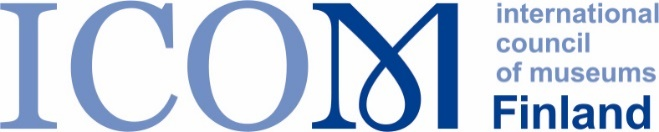 ICOM
international
council
of museums
Finland